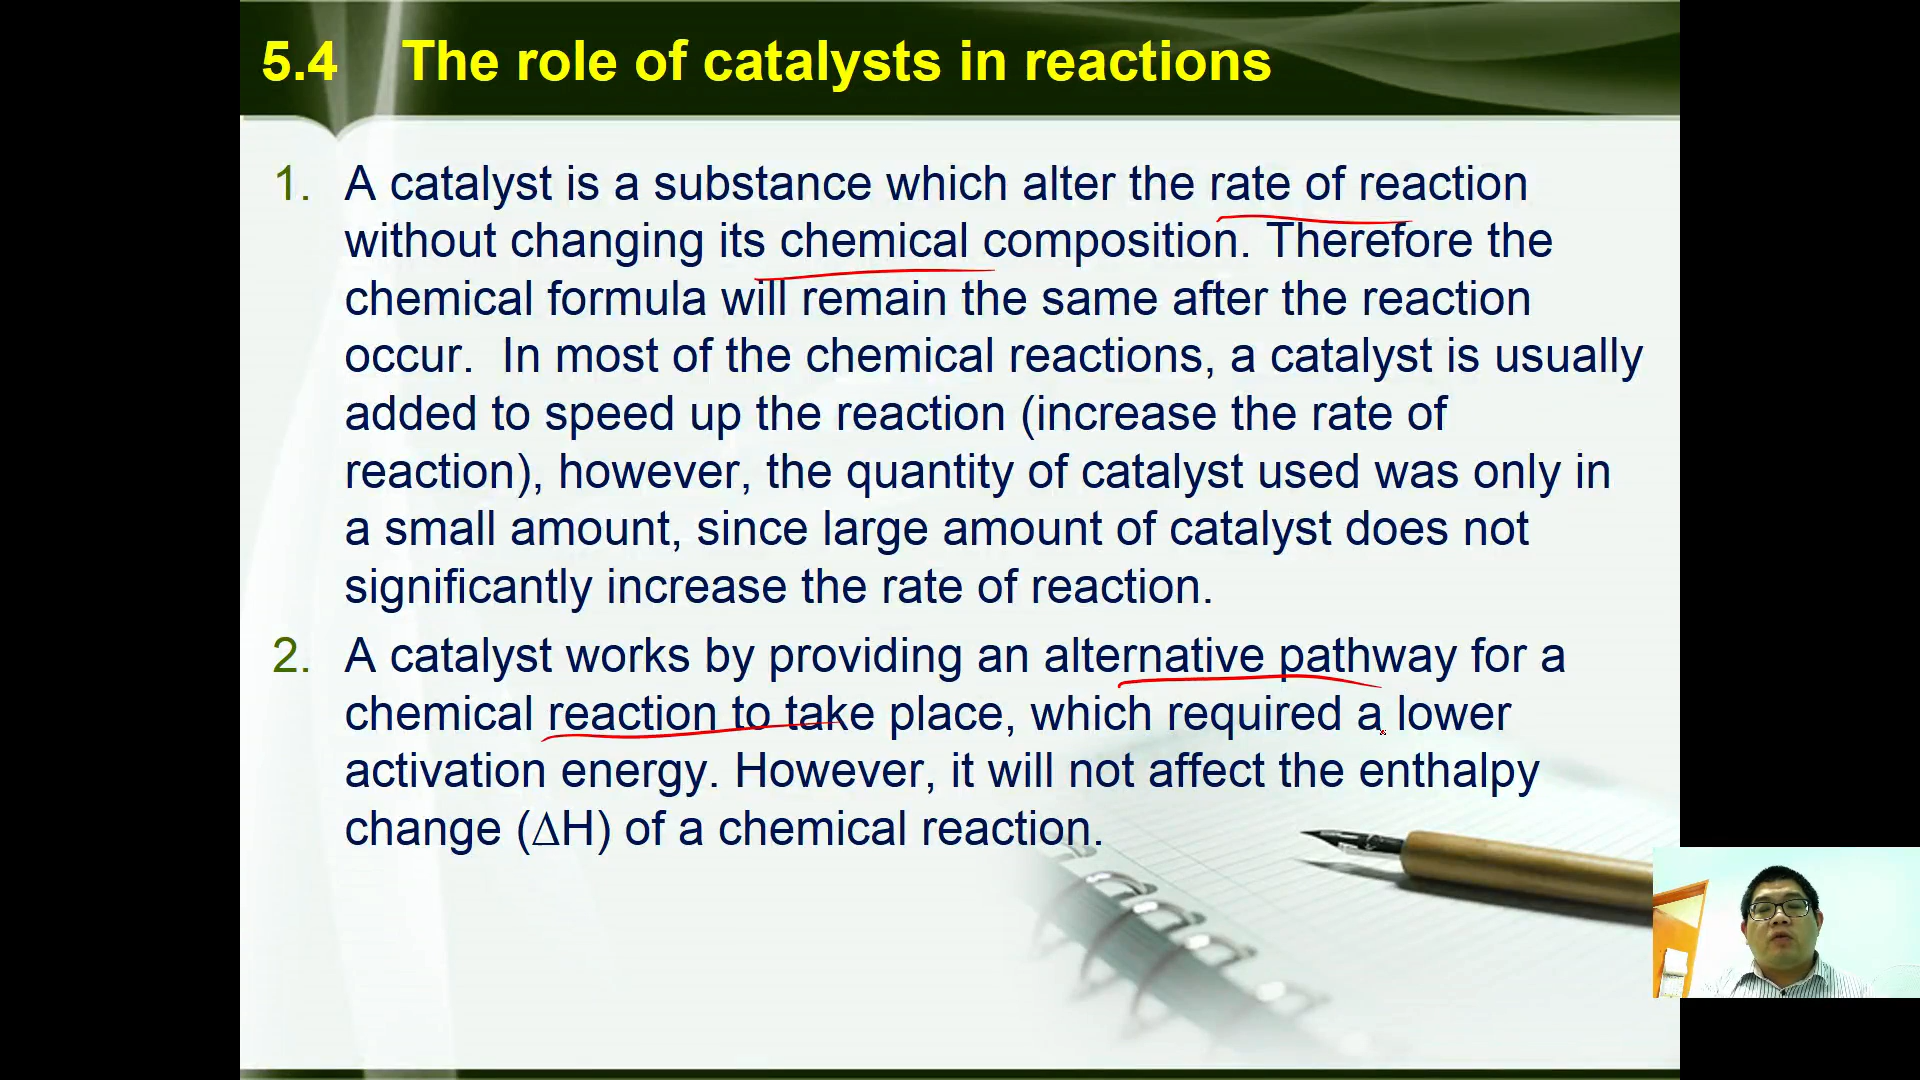 5.4 The role of catalysts in reactions
1. A catalyst is a substance which alter the rate of reaction
without changing its chemical composition. Therefore the
chemical formula will remain the same after the reaction
occur. In most of the chemical reactions, a catalyst is usually
added to speed up the reaction (increase the rate of
reaction), however, the quantity of catalyst used was only in
a small amount, since large amount of catalyst does not
significantly increase the rate of reaction.
2. A catalyst works by providing an alternative pathway for a
chemical reaction to take place, which required a lower
activation energy. However, it will not affect the enthalpy
change (ΔH) of a chemical reaction.